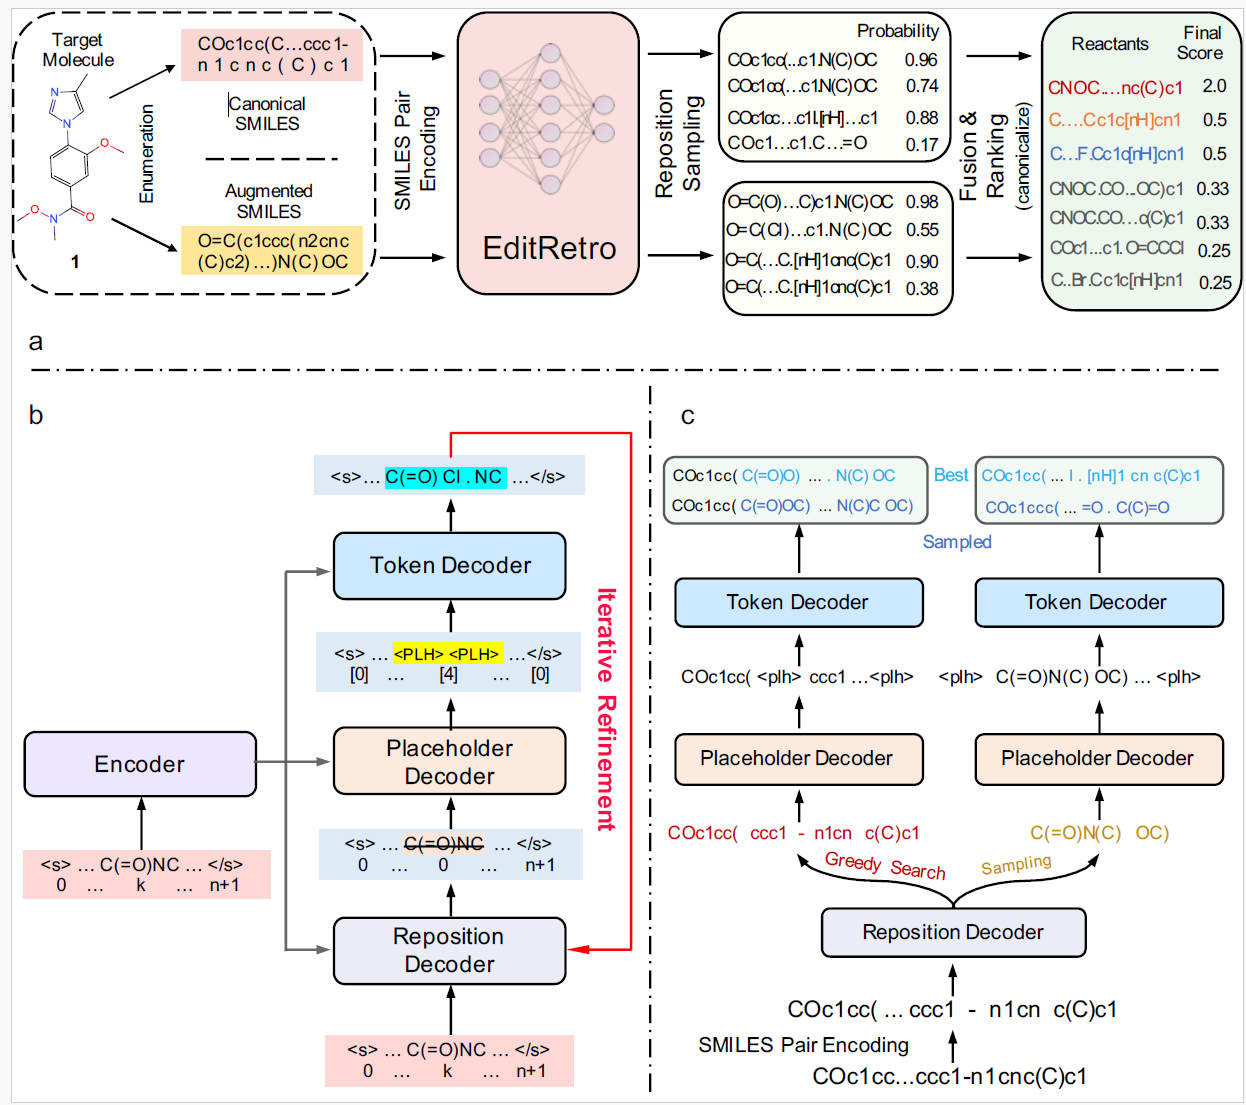 Target
Molecule
N
N
O
O
N
O
1
Enumeration
COc1cc(C...ccc1-
n 1 c n c ( C ) c 1
Canonical
SMILES
Augmented
SMILES
O=C(c1ccc(n2cnc
(C)c2)...)N(C) OC
SMILES Pair
Encoding
EditRetro
Reposition
Sampling
Probability
COc1cc(...c1.N(C)OC 0.96
COc1cc(...c1.N(C)OC 0.74
COc1cc...c1I.[nH]...c1 0.88
COc1...c1.C...=O 0.17
O=C(O)...C)c1.N(C)OC 0.98
O=C(Cl)...c1.N(C)OC 0.55
O=C(...C.[nH]1cnc(C)c1 0.90
O=C(...C.[nH]1cnc(C)c1 0.38
Fusion &
Ranking
(canonicalize)
Reactants Final
Score
CNOC....nc(C)c1 2.0
C....Cc1c[nH]cn1 0.5
C...F.Cc1c[nH]cn1 0.5
CNOC.CO...OC)c1 0.33
CNOC.CO...c(C)c1 0.33
COc1...c1. O=CCCl 0.25
C..Br.Cc1c[nH]cn1 0.25
a
b
<s>... C(=O) Cl . NC ...</s>
Token Decoder
<s> ... <PLH> <PLH> ...</s>
[0] ... [4] ... [0]
Placeholder
Decoder
Encoder
<s> ... C(=O)NC ... </s>
0 ... 0 ... n+1
<s> ... C(=O)NC ... </s>
0 ... k ... n+1
Reposition
Decoder
<s> ... C(=O)NC ... </s>
0 ... k ... n+1
Iterative Refinement
c
COc1cc( C(=O)O) ... . N(C) OC
COc1cc( C(=O)OC) ... N(C)C OC)
Best
COc1cc( ... I . [nH]1 cn c(C)c1
COc1ccc( ... =O . C(C)=O
Sampled
Token Decoder
Token Decoder
COc1cc( <plh> ccc1 ...<plh>
<plh> C(=O)N(C) OC) ... <plh>
Placeholder Decoder
Placeholder Decoder
COc1cc( ccc1 - n1cn c(C)c1
C(=O)N(C) OC)
Greedy Search
Sampling
Reposition Decoder
COc1cc( ... ccc1 - n1cn c(C)c1
SMILES Pair Encoding
COc1cc...ccc1-n1cnc(C)c1